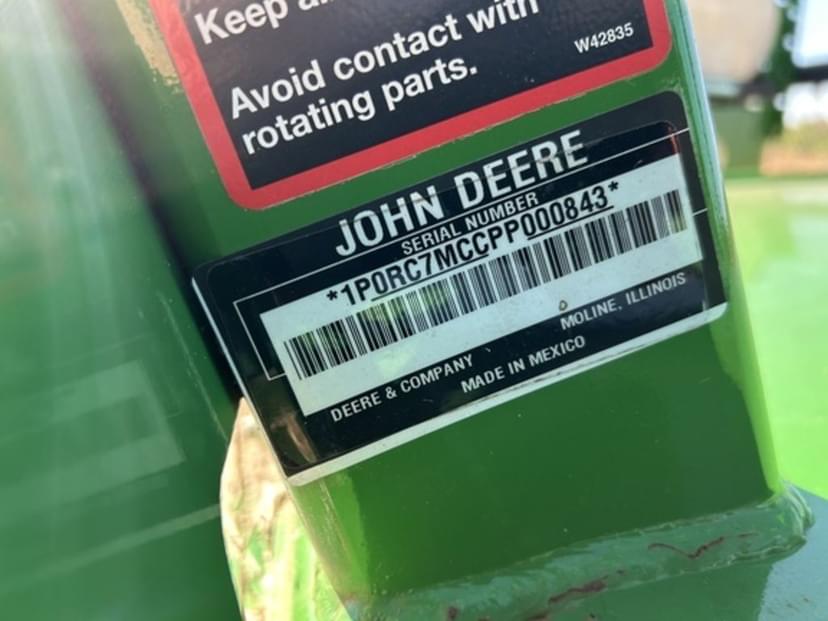 Keep
Avoid contact with
rotating parts.
W42835
JOHN DEERE
SERIAL NUMBER
*1P0RC7MCCPP000843*
DEERE & COMPANY MOLINE, ILLINOIS
MADE IN MEXICO